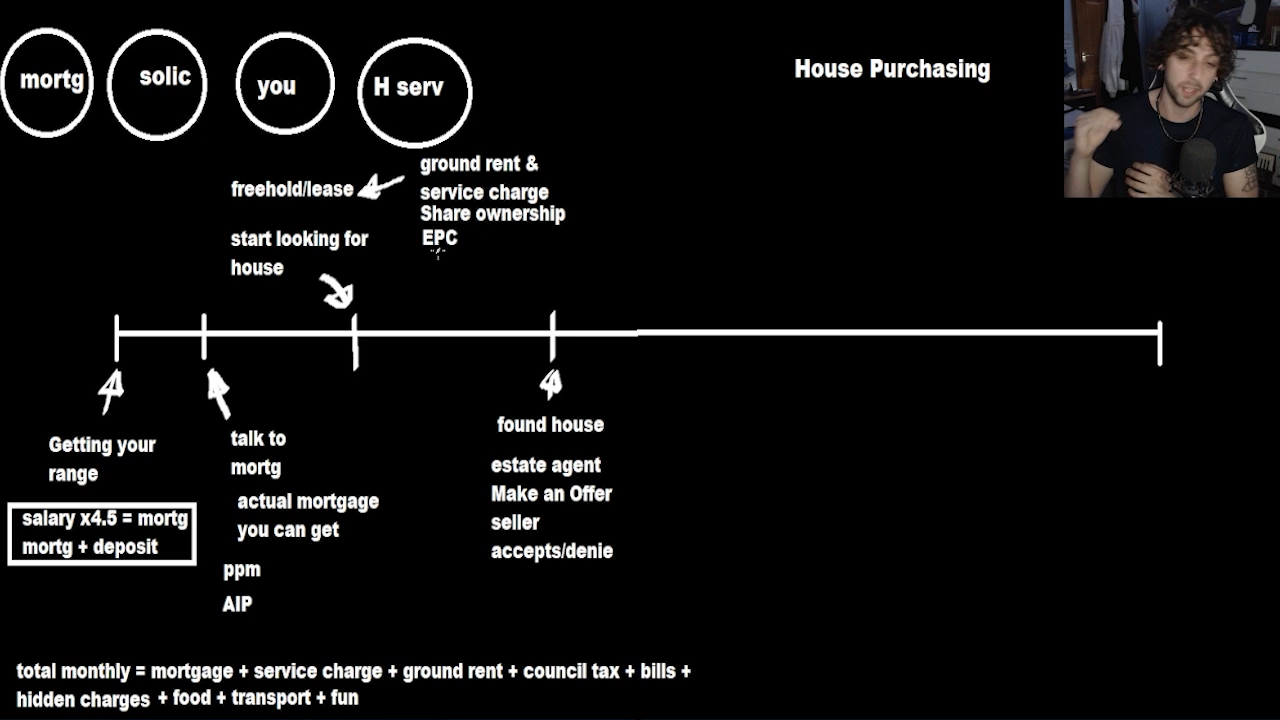 mortg
solic
you
H serv
House Purchasing
freehold/lease
ground rent &
service charge
Share ownership
EPC
start looking for
house
Getting your
range
salary x4.5 = mortg
mortg + deposit
talk to
mortg
actual mortgage
you can get
ppm
AIP
found house
estate agent
Make an Offer
seller
accepts/denie
total monthly = mortgage + service charge + ground rent + council tax + bills +
hidden charges + food + transport + fun